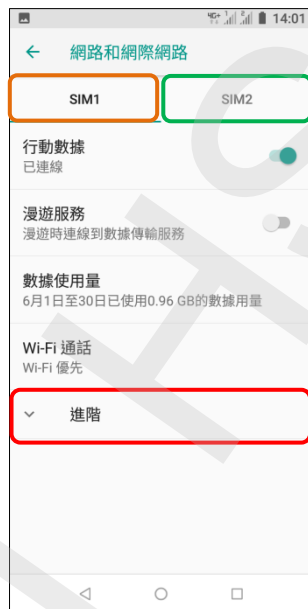 4G+ 1 2 14:01
網路和網際網路
SIM1 SIM2
行動數據
已連線
漫遊服務
漫遊時連線到數據傳輸服務
數據使用量
6月1日至30日已使用0.96 GB的數據用量
Wi-Fi 通話
Wi-Fi 優先
進階